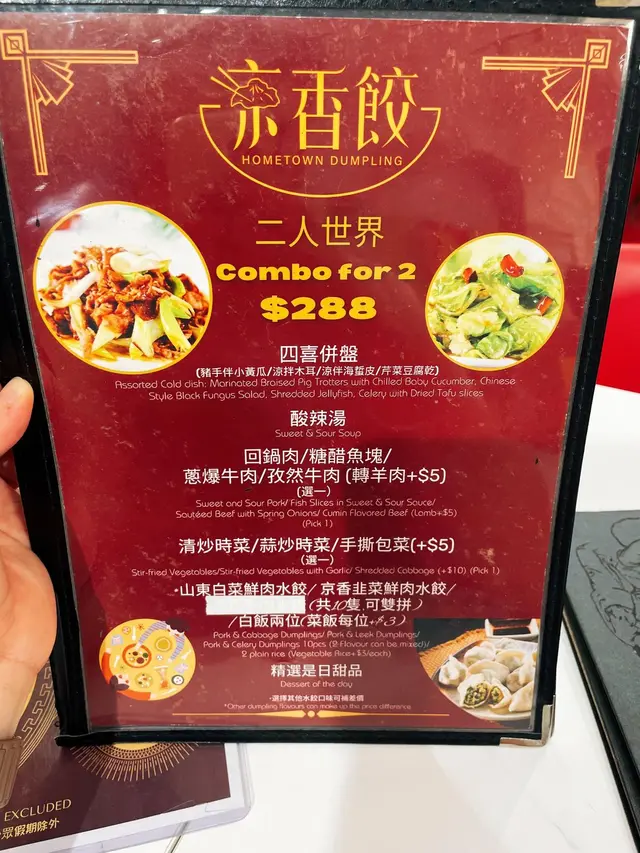 京香餃
HOMETOWN DUMPLING
二人世界
Combo for 2
$288
四喜併盤
(豬手伴小黃瓜/涼拌木耳/涼伴海蜇皮/芹菜豆腐乾)
Assorted Cold dish: Marinated Braised Pig Trotters with Chilled Baby Cucumber, Chinese
Style Black Fungus Salad, Shredded Jellyfish, Celery with Dried Tofu slices
酸辣湯
Sweet & Sour Soup
回鍋肉/糖醋魚塊/
蔥爆牛肉/孜然牛肉 (轉羊肉+$5)
(選一)
Sweet and Sour Pork/ Fish Slices in Sweet & Sour Sauce/
Sautéed Beef with Spring Onions/ Cumin Flavored Beef (Lamb+$5)
(Pick 1)
清炒時菜/蒜炒時菜/手撕包菜(+$5)
(選一)
Stir-fried Vegetables/Stir-fried Vegetables with Garlic/ Shredded Cabbage (+$10) (Pick 1)
•山東白菜鮮肉水餃/ 京香韭菜鮮肉水餃/
(共10隻,可雙拼)
/白飯兩位(菜飯每位+$3)
Pork & Cabbage Dumplings/ Pork & Leek Dumplings/
Pork & Celery Dumplings 10pcs (2 Flavour can be mixed)/
2 plain rice (Vegetable Rice+$3/each)
精選是日甜品
Dessert of the day
•選擇其他水餃口味可補差價
*Other dumpling flavours can make up the price difference
EXCLUDED
眾假期除外